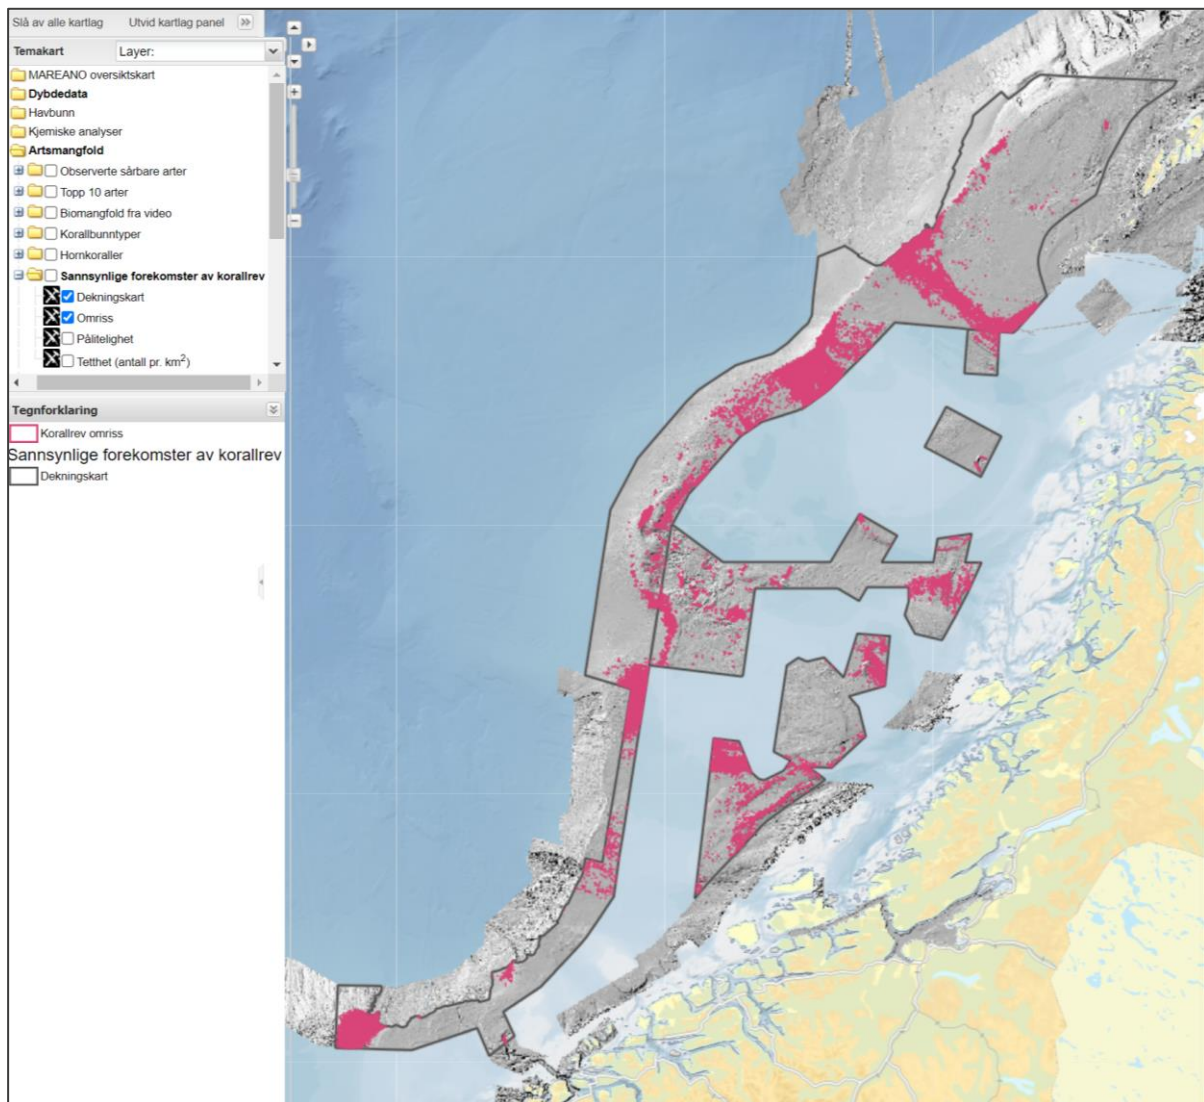 Slå av alle kartlag Utvid kartlag panel
Temakart Layer:
MAREANO oversiktskart
Dybdedata
Havbunn
Kjemiske analyser
Artsmangfold
Observerte sårbare arter
Topp 10 arter
Biomangfold fra video
Korallbunntyper
Hornkoraller
Sannsynlige forekomster av korallrev
Dekningskart
Omriss
Pålitelighet
Tetthet (antall pr. km²)
Tegnforklaring
Korallrev omriss
Sannsynlige forekomster av korallrev
Dekningskart